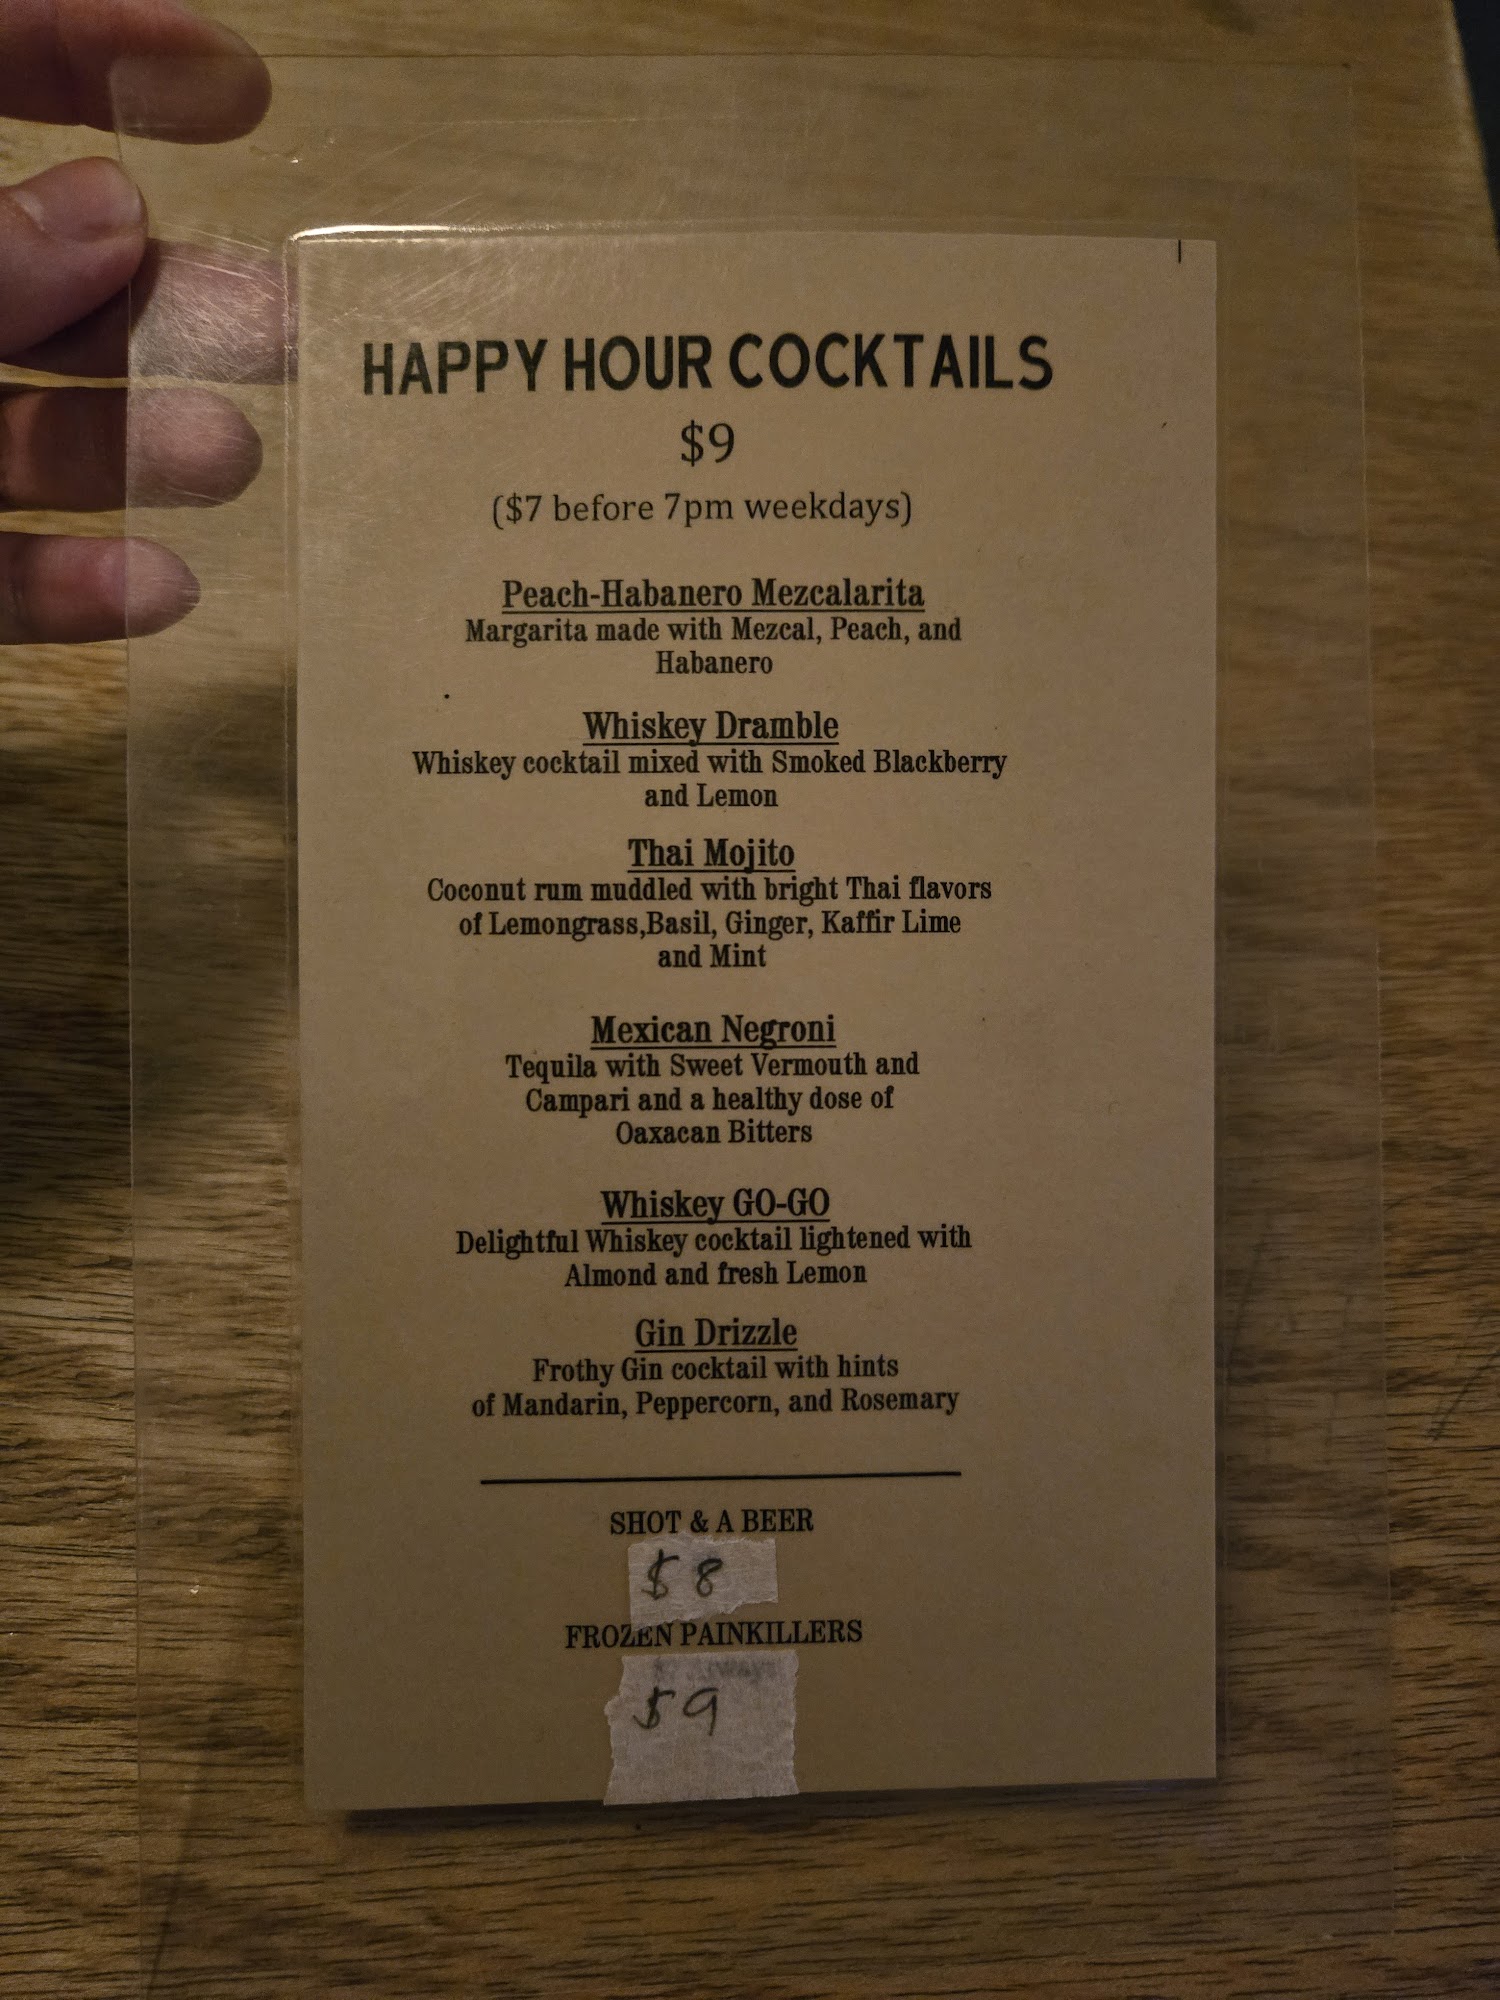 HAPPY HOUR COCKTAILS
$9
($7 before 7pm weekdays)
Peach-Habanero Mezcalarita
Margarita made with Mezcal, Peach, and
Habanero
Whiskey Dramble
Whiskey cocktail mixed with Smoked Blackberry
and Lemon
Thai Mojito
Coconut rum muddled with bright Thai flavors
of Lemongrass,Basil, Ginger, Kaffir Lime
and Mint
Mexican Negroni
Tequila with Sweet Vermouth and
Campari and a healthy dose of
Oaxacan Bitters
Whiskey GO-GO
Delightful Whiskey cocktail lightened with
Almond and fresh Lemon
Gin Drizzle
Frothy Gin cocktail with hints
of Mandarin, Peppercorn, and Rosemary
SHOT & A BEER
$8
FROZEN PAINKILLERS
$9